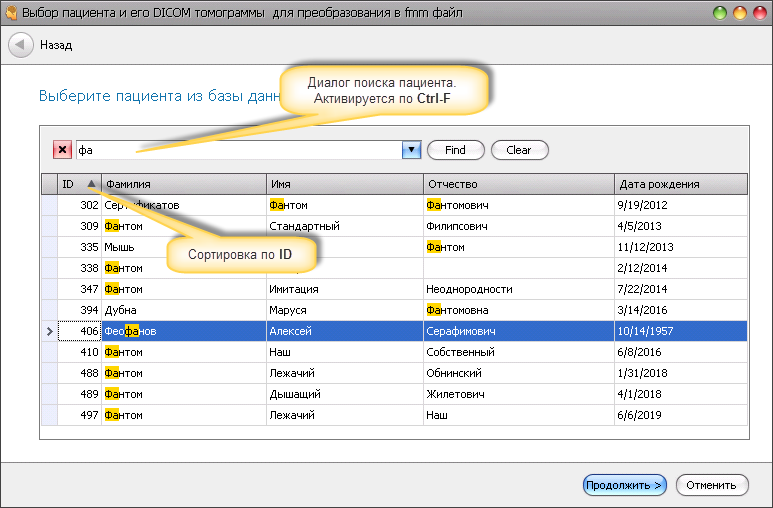 Выбор пациента и его DICOM томограммы для преобразования в fmm файл
Назад
Диалог поиска пациента.
Активируется по Ctrl-F
Выберите пациента из базы данн
фа Find Clear
ID Фамилия Имя Отчество Дата рождения
302 Сертификатов Фантом Фантомович 9/19/2012
309 Фантом Стандартный Филипсович 4/5/2013
335 Мышь Фантом 11/12/2013
Сортировка по ID
338 Фантом 2/12/2014
347 Фантом Имитация Неоднородности 7/22/2014
394 Дубна Маруся Фантомовна 3/14/2016
406 Феофанов Алексей Серафимович 10/14/1957
410 Фантом Наш Собственный 6/8/2016
488 Фантом Лежачий Обнинский 1/31/2018
489 Фантом Дышащий Жилетович 4/1/2018
497 Фантом Лежачий Наш 6/6/2019
Продолжить > Отменить